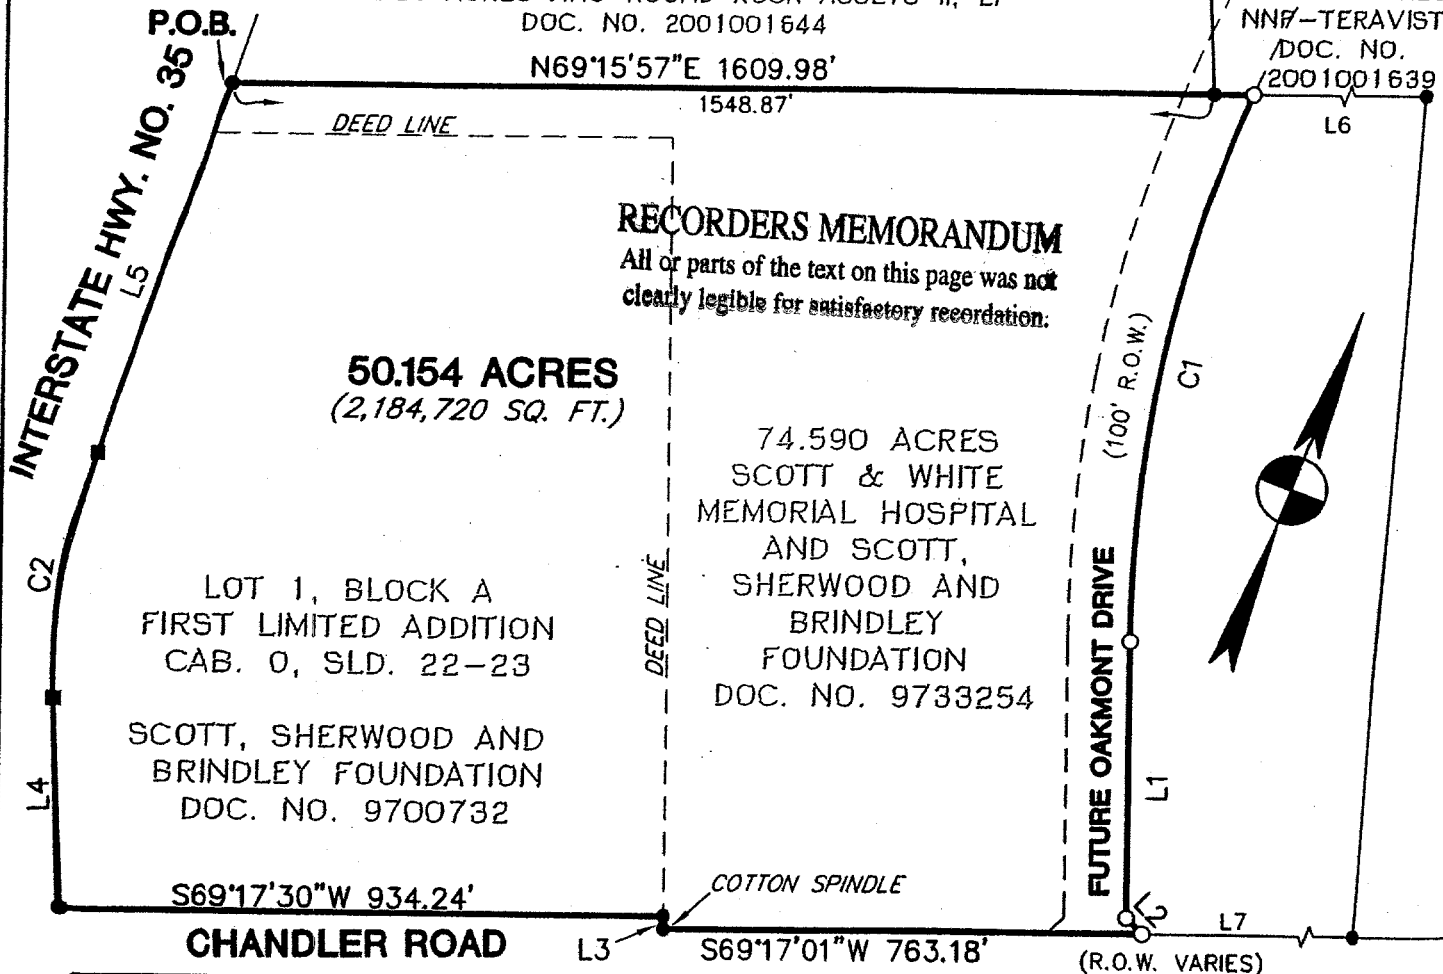 DOC. NO. 2001001644
P.O.B.
NNP-TERAVIST
DOC. NO.
2001001639
N69°15'57"E 1609.98'
1548.87'
L6
DEED LINE
INTERSTATE HWY. NO. 35
L5
RECORDERS MEMORANDUM
All or parts of the text on this page was not
clearly legible for satisfactory recordation.
50.154 ACRES
(2,184,720 SQ. FT.)
(100' R.O.W.)
C1
74.590 ACRES
SCOTT & WHITE
MEMORIAL HOSPITAL
AND SCOTT,
SHERWOOD AND
BRINDLEY
FOUNDATION
DOC. NO. 9733254
C2
LOT 1, BLOCK A
FIRST LIMITED ADDITION
CAB. O, SLD. 22-23
DEED LINE
SCOTT, SHERWOOD AND
BRINDLEY FOUNDATION
DOC. NO. 9700732
L4
FUTURE OAKMONT DRIVE
L1
COTTON SPINDLE
S69°17'30"W 934.24'
L2
L7
CHANDLER ROAD
L3
S69°17'01"W 763.18'
(R.O.W. VARIES)